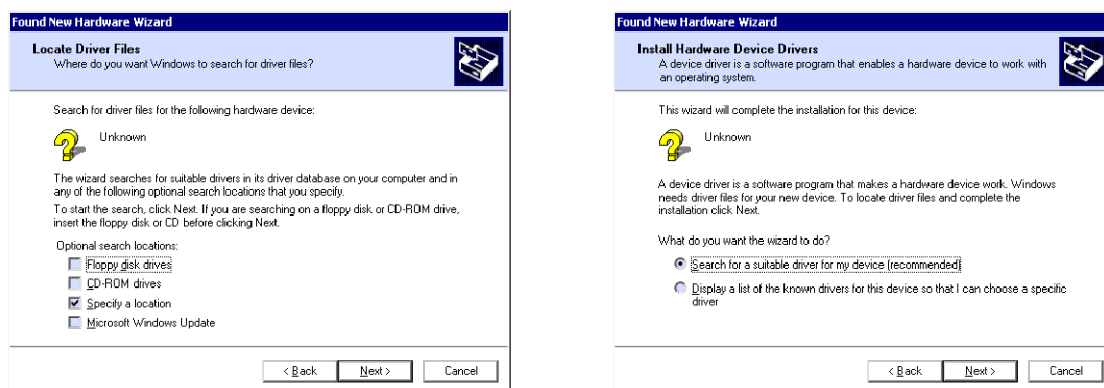 Found New Hardware Wizard
Locate Driver Files
Where do you want Windows to search for driver files?
Search for driver files for the following hardware device:
Unknown
The wizard searches for suitable drivers in its driver database on your computer and in
any of the following optional search locations that you specify.
To start the search, click Next. If you are searching on a floppy disk or CD-ROM drive,
insert the floppy disk or CD before clicking Next.
Optional search locations:
Floppy disk drives
CD-ROM drives
Specify a location
Microsoft Windows Update
< Back
Next >
Cancel
Found New Hardware Wizard
Install Hardware Device Drivers
A device driver is a software program that enables a hardware device to work with
an operating system.
This wizard will complete the installation for this device:
Unknown
A device driver is a software program that makes a hardware device work. Windows
needs driver files for your new device. To locate driver files and complete the
installation click Next.
What do you want the wizard to do?
Search for a suitable driver for my device (recommended)
Display a list of the known drivers for this device so that I can choose a specific
driver
< Back
Next >
Cancel